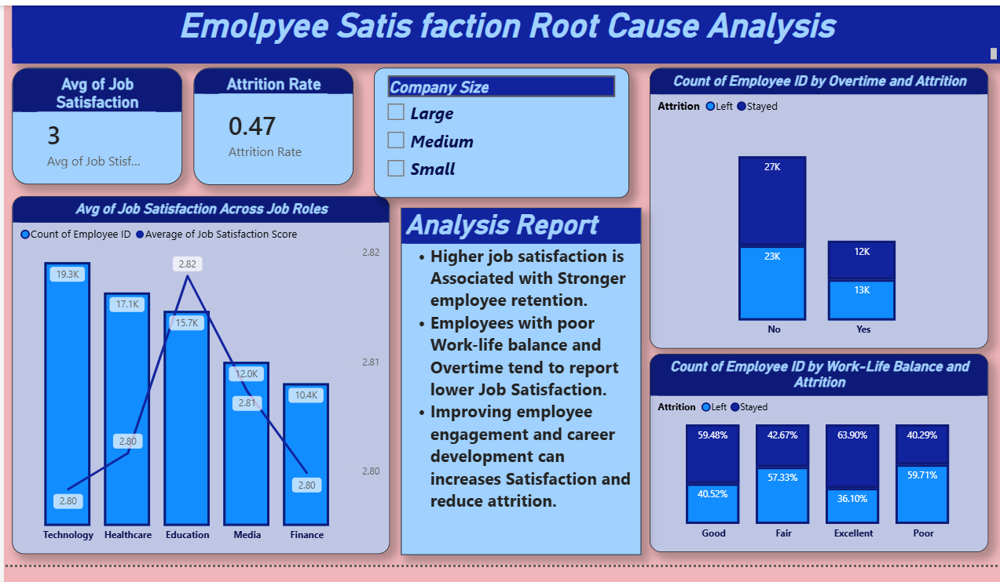 Emolpyee Satis faction Root Cause Analysis
Avg of Job
Satisfaction
3
Avg of Job Stisf...
Attrition Rate
0.47
Attrition Rate
Company Size
Large
Medium
Small
Count of Employee ID by Overtime and Attrition
Attrition Left Stayed
27K
23K
12K
13K
No Yes
Avg of Job Satisfaction Across Job Roles
Count of Employee ID Average of Job Satisfaction Score
2.82
2.81
2.80
19.3K
17.1K
15.7K
12.0K
10.4K
2.80
2.80
2.82
2.81
2.80
Technology Healthcare Education Media Finance
Analysis Report
• Higher job satisfaction is
Associated with Stronger
employee retention.
• Employees with poor
Work-life balance and
Overtime tend to report
lower Job Satisfaction.
• Improving employee
engagement and career
development can
increases Satisfaction and
reduce attrition.
Count of Employee ID by Work-Life Balance and
Attrition
Attrition Left Stayed
59.48% 42.67% 63.90% 40.29%
40.52% 57.33% 36.10% 59.71%
Good Fair Excellent Poor